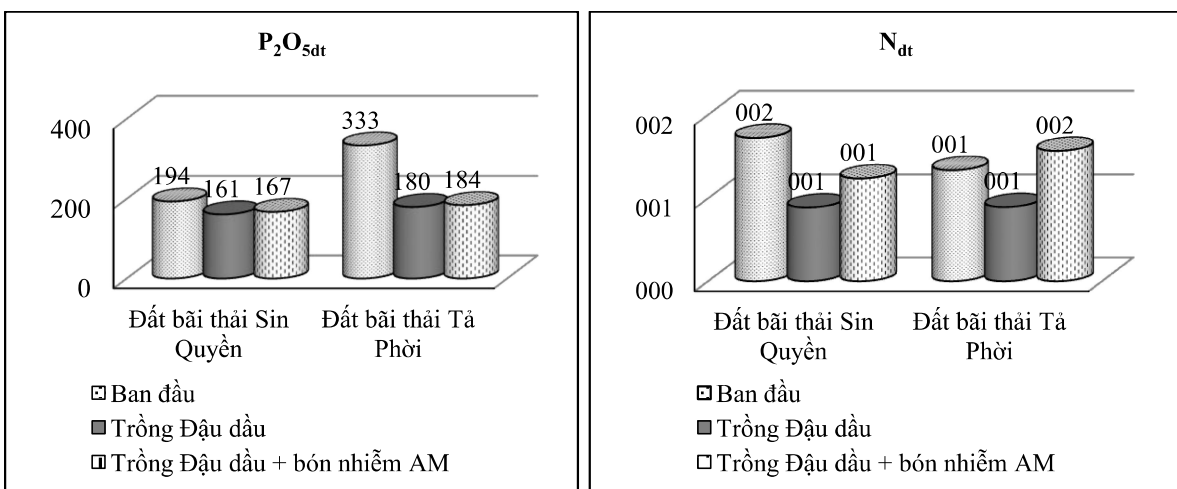 P₂O₅dt
400
200
0
194
161
167
333
180
184
Đất bãi thải Sin
Quyền
Đất bãi thải Tả
Phời
Ban đầu
Trồng Đậu dầu
Trồng Đậu dầu + bón nhiễm AM
Ndt
002
001
000
002
001
001
001
001
002
Đất bãi thải Sin
Quyền
Đất bãi thải Tả
Phời
Ban đầu
Trồng Đậu dầu
Trồng Đậu dầu + bón nhiễm AM